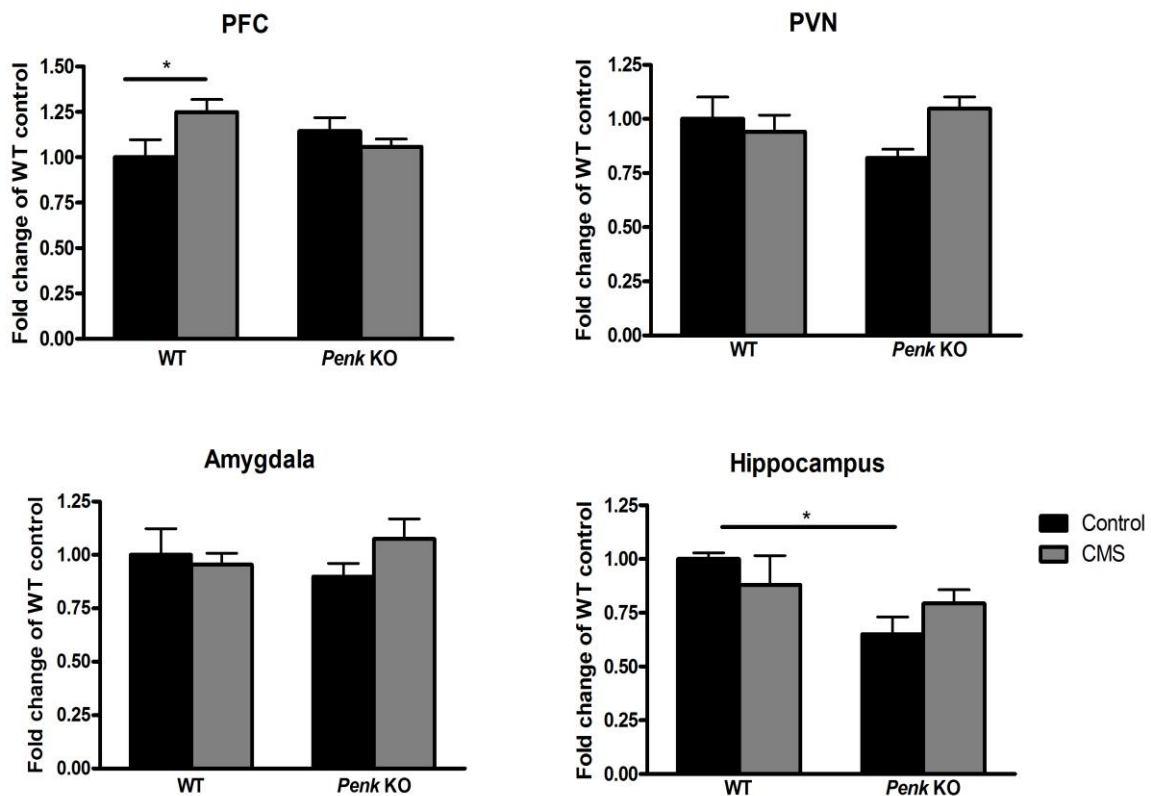 PFC
Fold change of WT control
1.50
1.25
1.00
0.75
0.50
0.25
0.00
*
WT
Penk KO
PVN
Fold change of WT control
1.25
1.00
0.75
0.50
0.25
0.00
WT
Penk KO
Amygdala
Fold change of WT control
1.25
1.00
0.75
0.50
0.25
0.00
WT
Penk KO
Hippocampus
Fold change of WT control
1.25
1.00
0.75
0.50
0.25
0.00
*
WT
Penk KO
Control
CMS